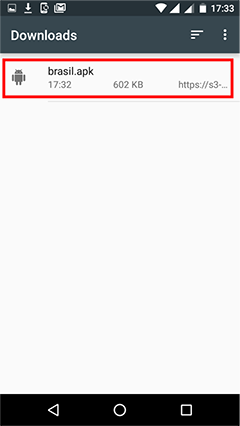 17:33
Downloads
brasil.apk
17:32 602 KB https://s3-...